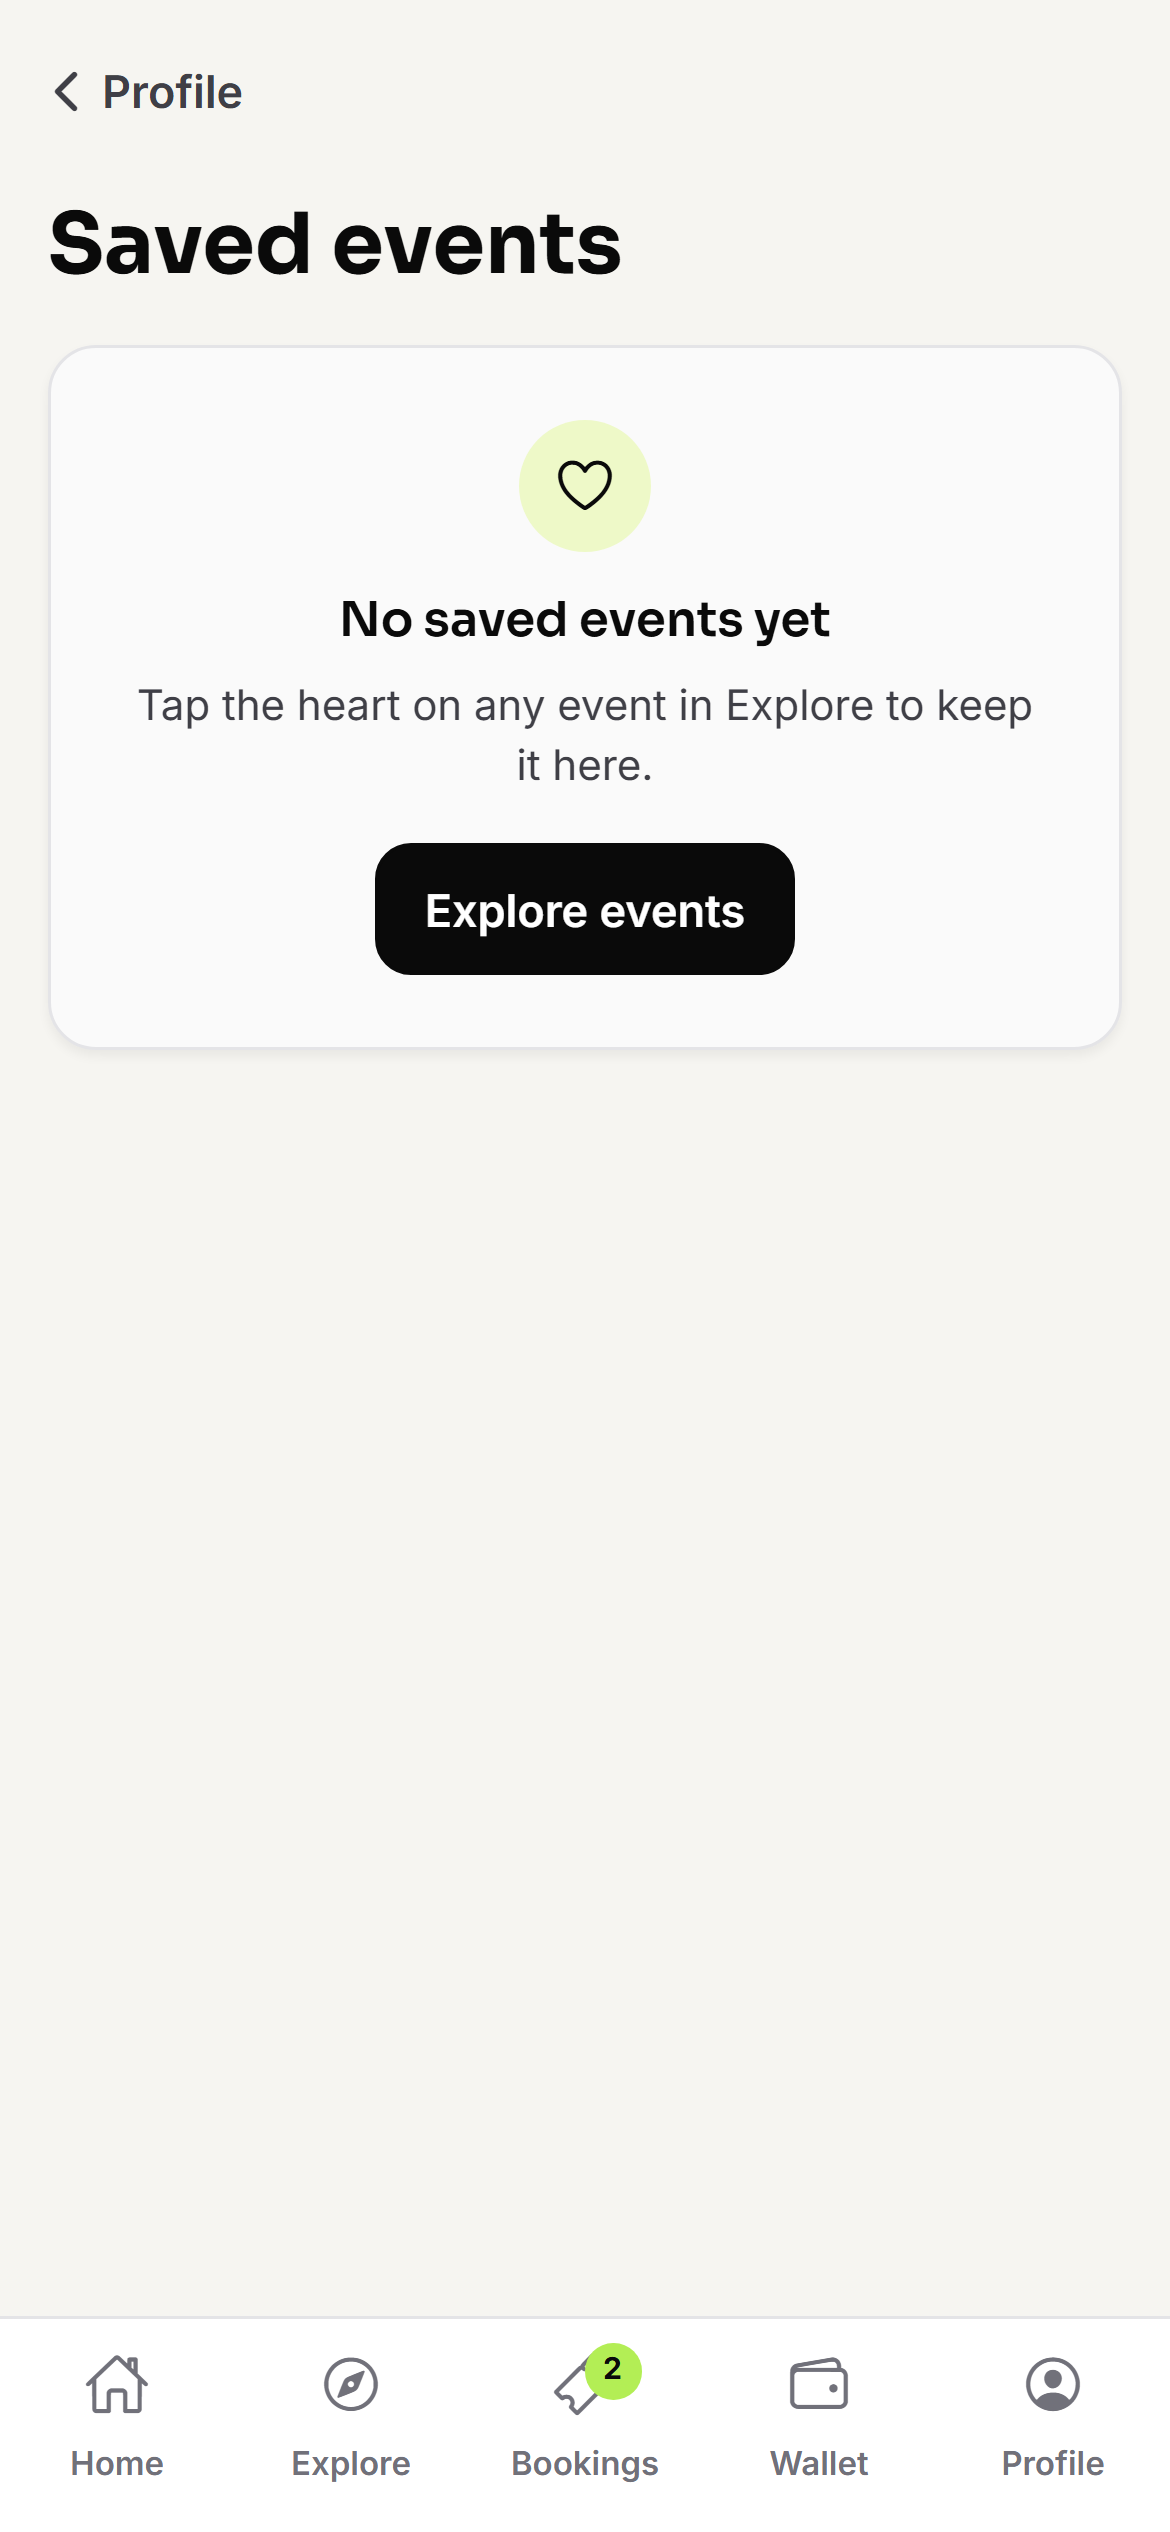 Profile
Saved events
No saved events yet
Tap the heart on any event in Explore to keep
it here.
Explore events
2
Home
Explore
Bookings
Wallet
Profile